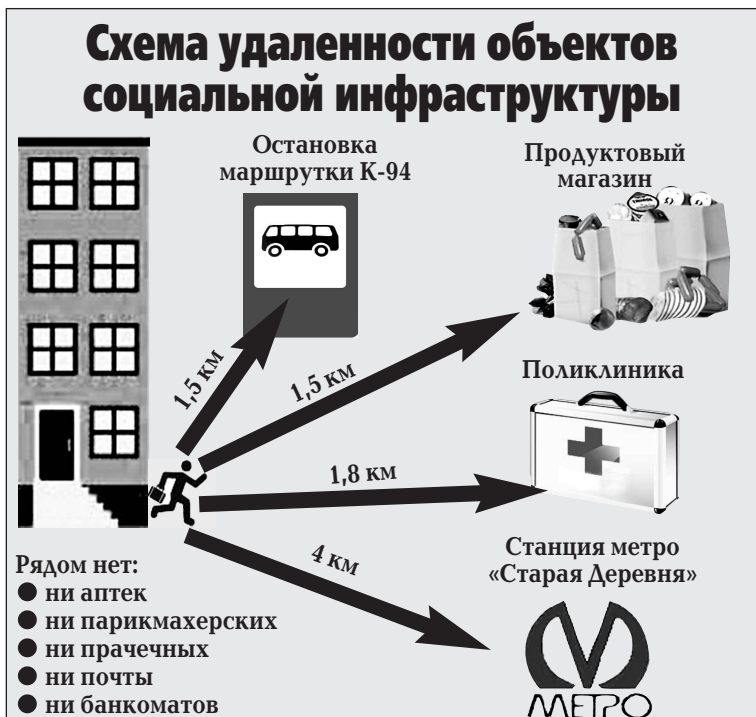 Схема удаленности объектов
социальной инфраструктуры
Остановка
маршрутки К-94
Продуктовый
магазин
1,5 км
1,5 км
Поликлиника
1,8 км
4 км
Станция метро
«Старая Деревня»
МЕТРО
Рядом нет:
● ни аптек
● ни парикмахерских
● ни прачечных
● ни почты
● ни банкоматов